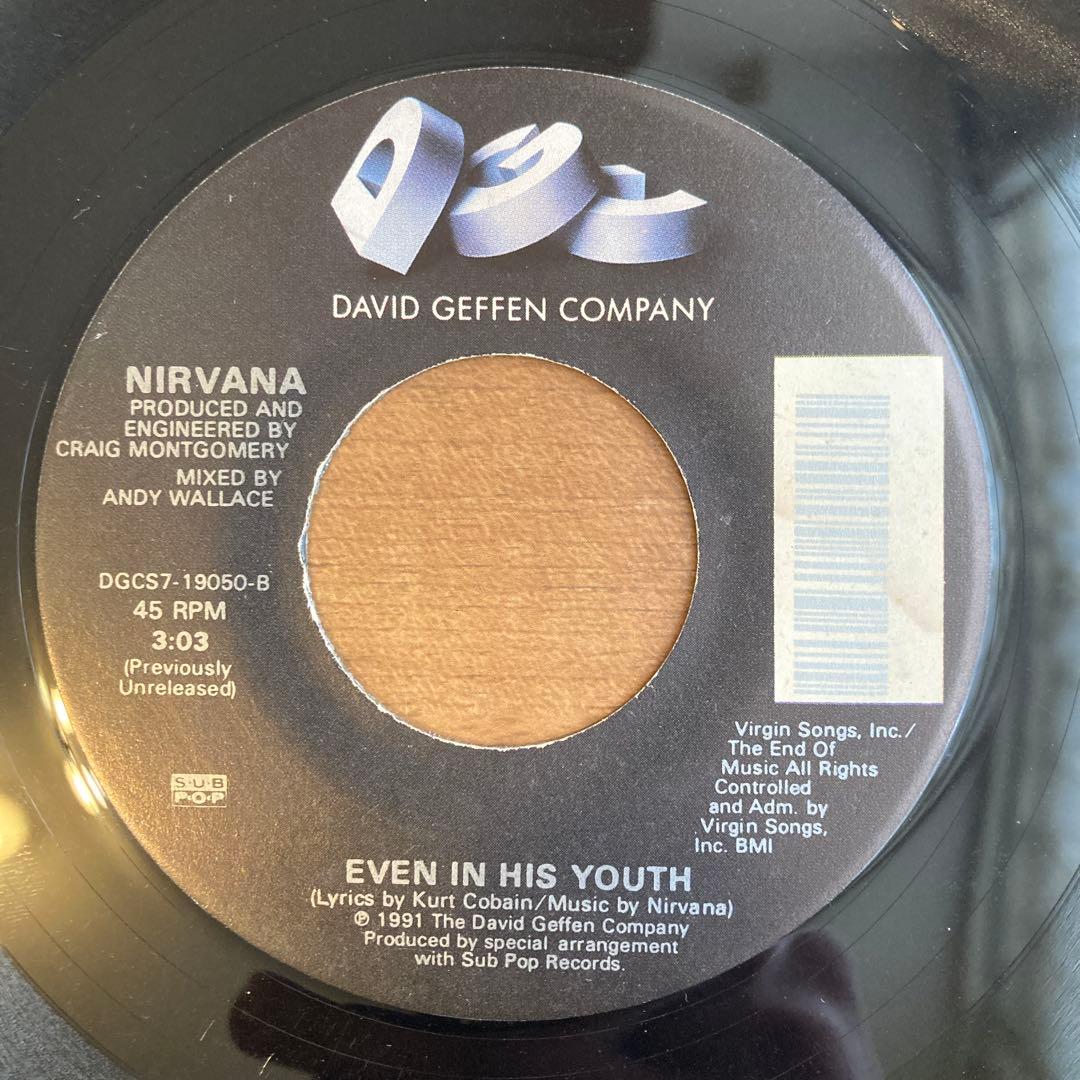 DGC
DAVID GEFFEN COMPANY
NIRVANA
PRODUCED AND
ENGINEERED BY
CRAIG MONTGOMERY
MIXED BY
ANDY WALLACE
DGCS7-19050-B
45 RPM
3:03
(Previously
Unreleased)
SUB
POP
Virgin Songs, Inc./
The End Of
Music All Rights
Controlled
and Adm. by
Virgin Songs,
Inc. BMI
EVEN IN HIS YOUTH
(Lyrics by Kurt Cobain/Music by Nirvana)
℗ 1991 The David Geffen Company
Produced by special arrangement
with Sub Pop Records.